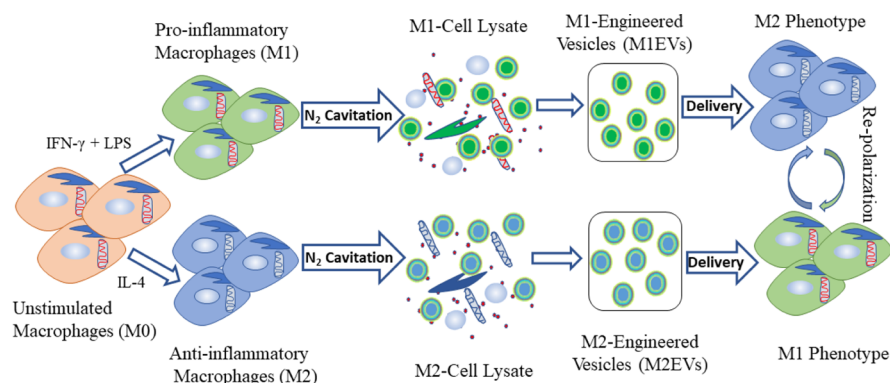 Pro-inflammatory
Macrophages (M1)
M1-Cell Lysate
M1-Engineered
Vesicles (M1EVs)
M2 Phenotype
IFN-γ + LPS
N₂ Cavitation
Delivery
Re-polarization
Unstimulated
Macrophages (M0)
IL-4
N₂ Cavitation
Delivery
Anti-inflammatory
Macrophages (M2)
M2-Cell Lysate
M2-Engineered
Vesicles (M2EVs)
M1 Phenotype